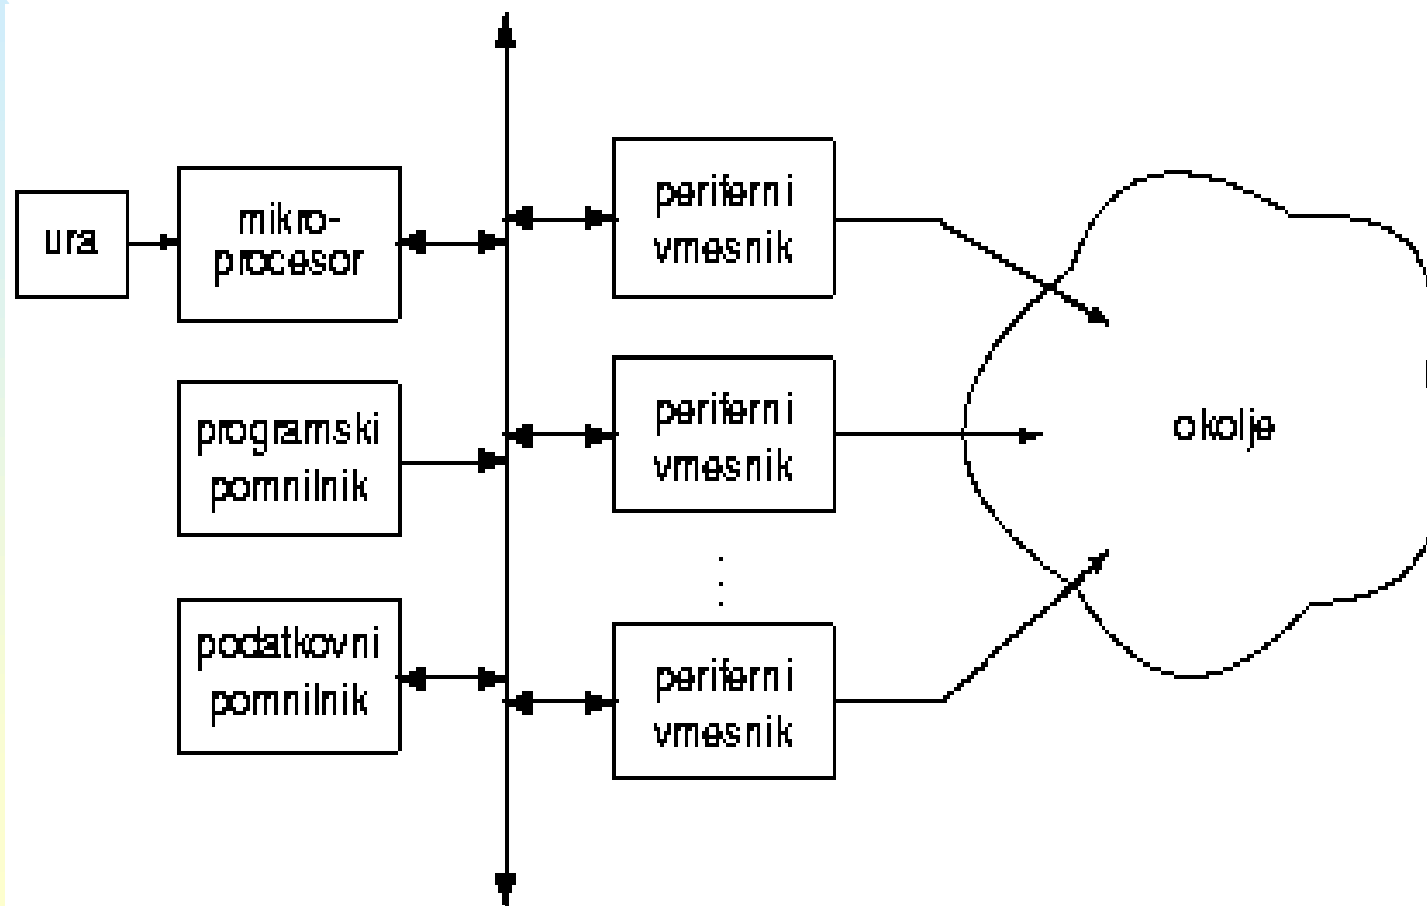 ura
mikro-
procesor
programski
pomnilnik
podatkovni
pomnilnik
periferni
vmesnik
periferni
vmesnik
periferni
vmesnik
okolje